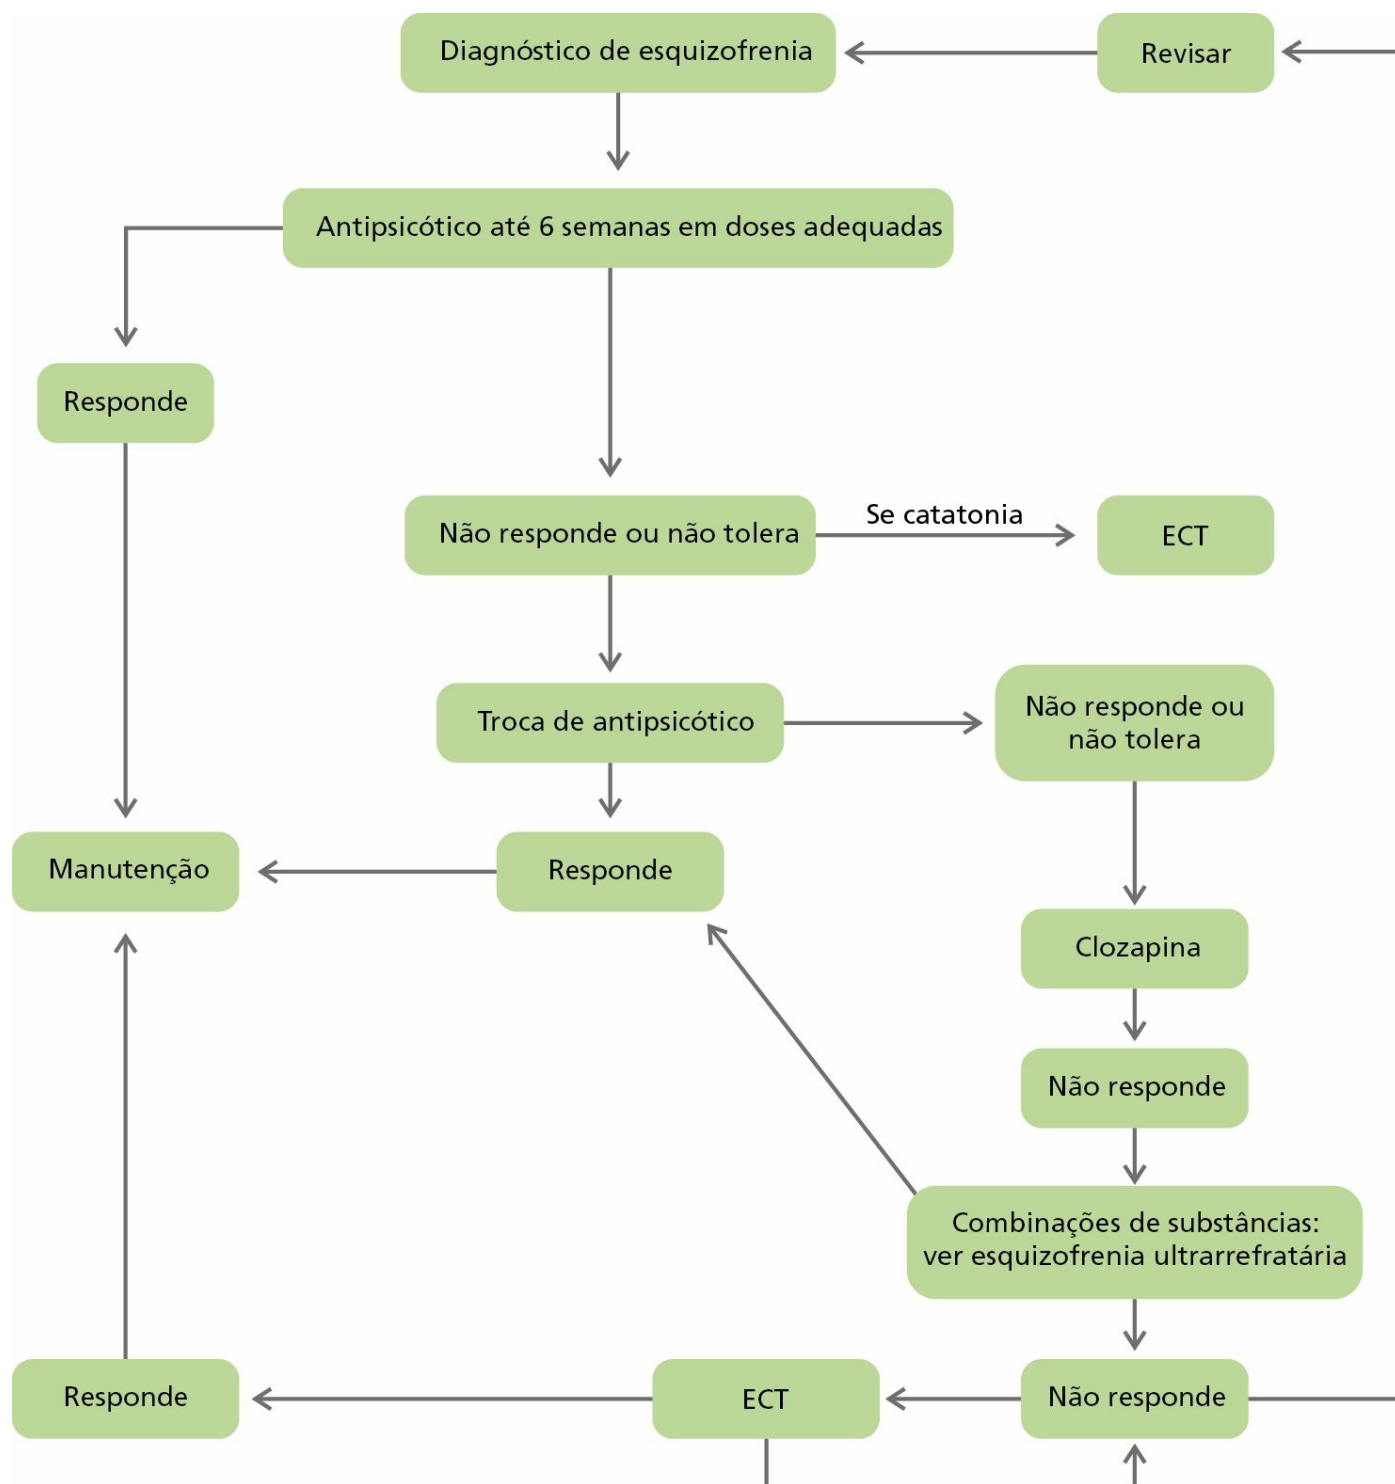 Diagnóstico de esquizofrenia
Revisar
Antipsicótico até 6 semanas em doses adequadas
Responde
Não responde ou não tolera
Se catatonia
ECT
Troca de antipsicótico
Não responde ou
não tolera
Manutenção
Responde
Clozapina
Não responde
Combinações de substâncias:
ver esquizofrenia ultrarrefratária
Responde
ECT
Não responde